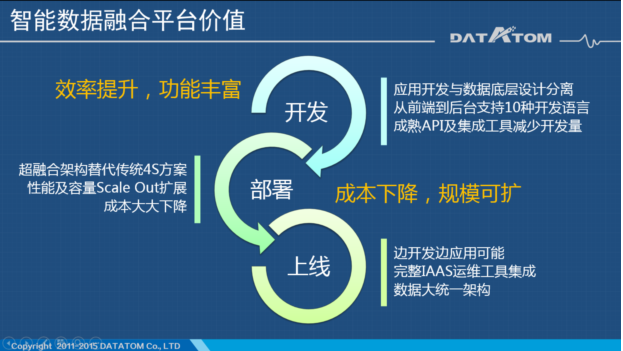 智能数据融合平台价值
DATATOM
效率提升，功能丰富
开发
应用开发与数据底层设计分离
从前端到后台支持10种开发语言
成熟API及集成工具减少开发量
超融合架构替代传统4S方案
性能及容量Scale Out扩展
成本大大下降
部署
成本下降，规模可扩
上线
边开发边应用可能
完整IAAS运维工具集成
数据大统一架构
Copyright 2011-2015 DATATOM Co., LTD